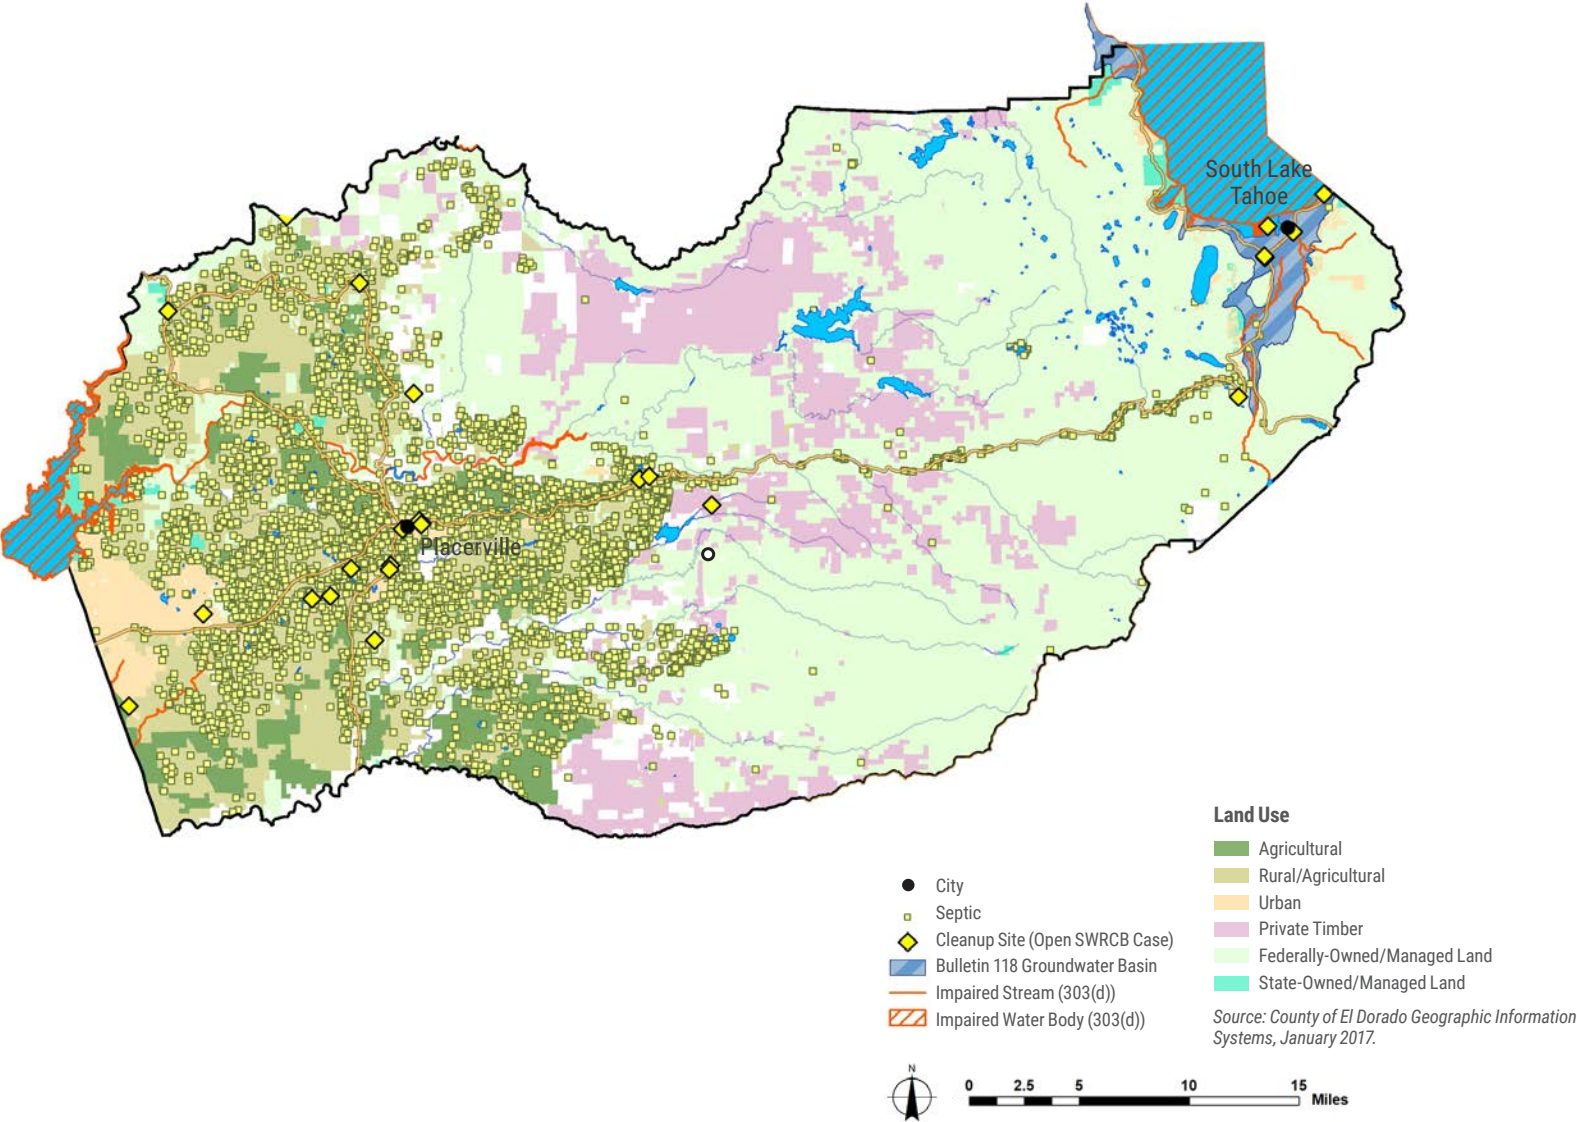 South Lake
Tahoe
Placerville
Land Use
Agricultural
Rural/Agricultural
Urban
Private Timber
Federally-Owned/Managed Land
State-Owned/Managed Land
Source: County of El Dorado Geographic Information
Systems, January 2017.
City
Septic
Cleanup Site (Open SWRCB Case)
Bulletin 118 Groundwater Basin
Impaired Stream (303(d))
Impaired Water Body (303(d))
N
0 2.5 5 10 15
Miles